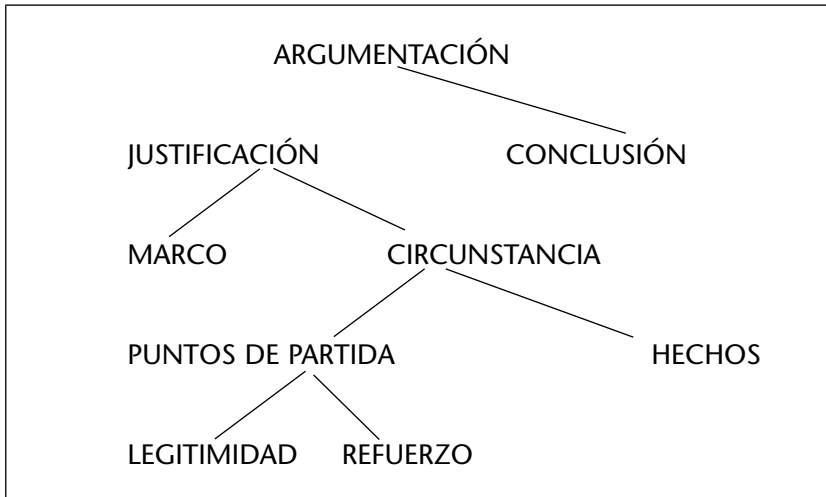 ARGUMENTACIÓN
JUSTIFICACIÓN CONCLUSIÓN
MARCO CIRCUNSTANCIA
PUNTOS DE PARTIDA HECHOS
LEGITIMIDAD REFUERZO